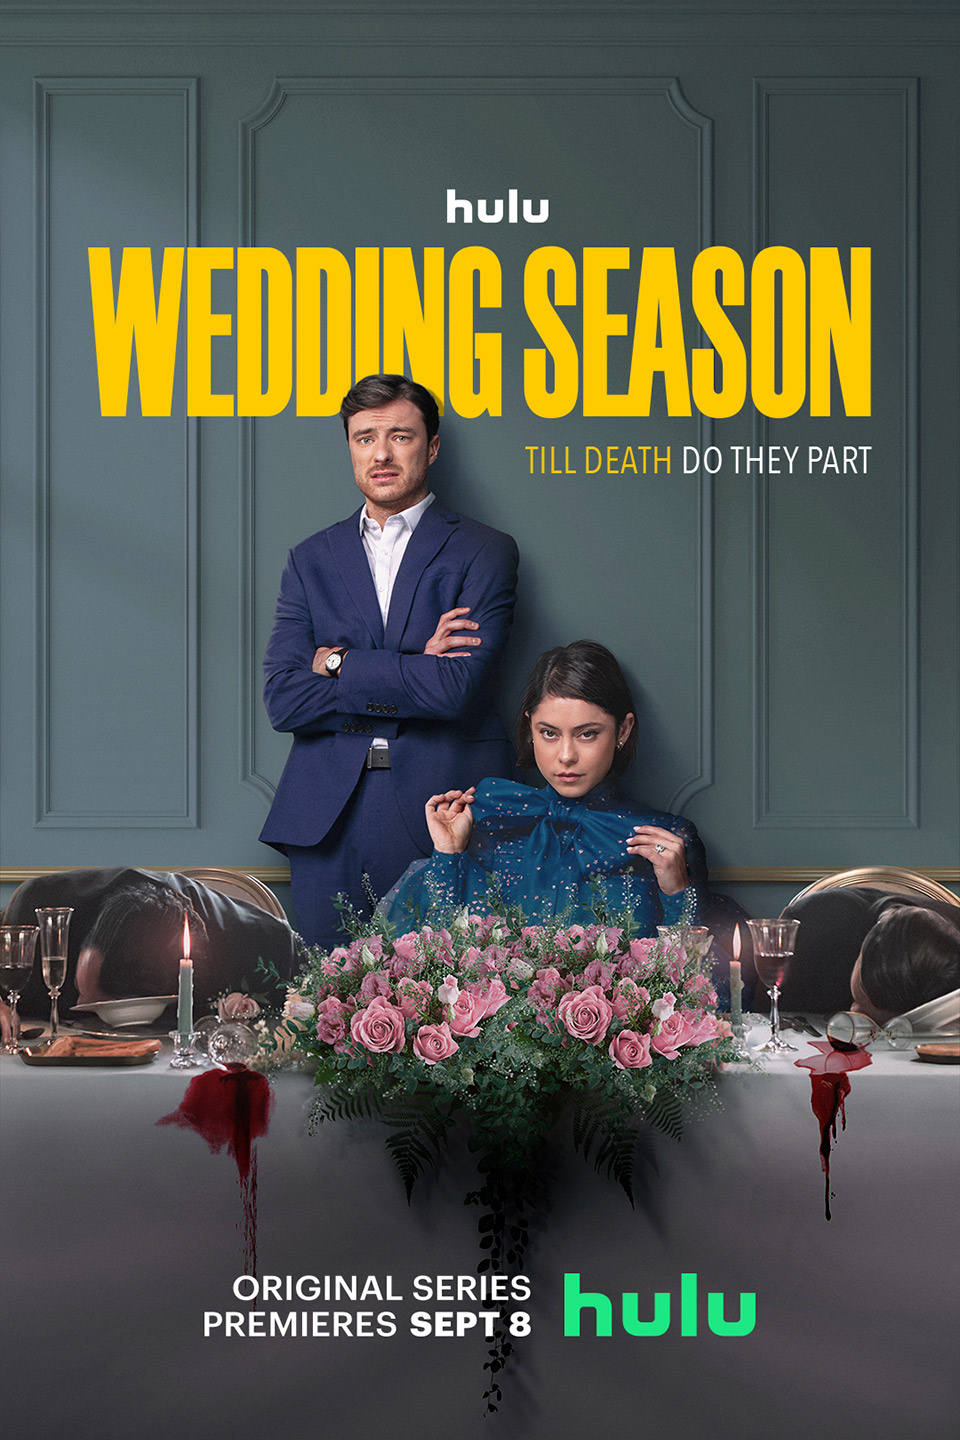 hulu
WEDDING SEASON
TILL DEATH DO THEY PART
ORIGINAL SERIES
PREMIERES SEPT 8
hulu